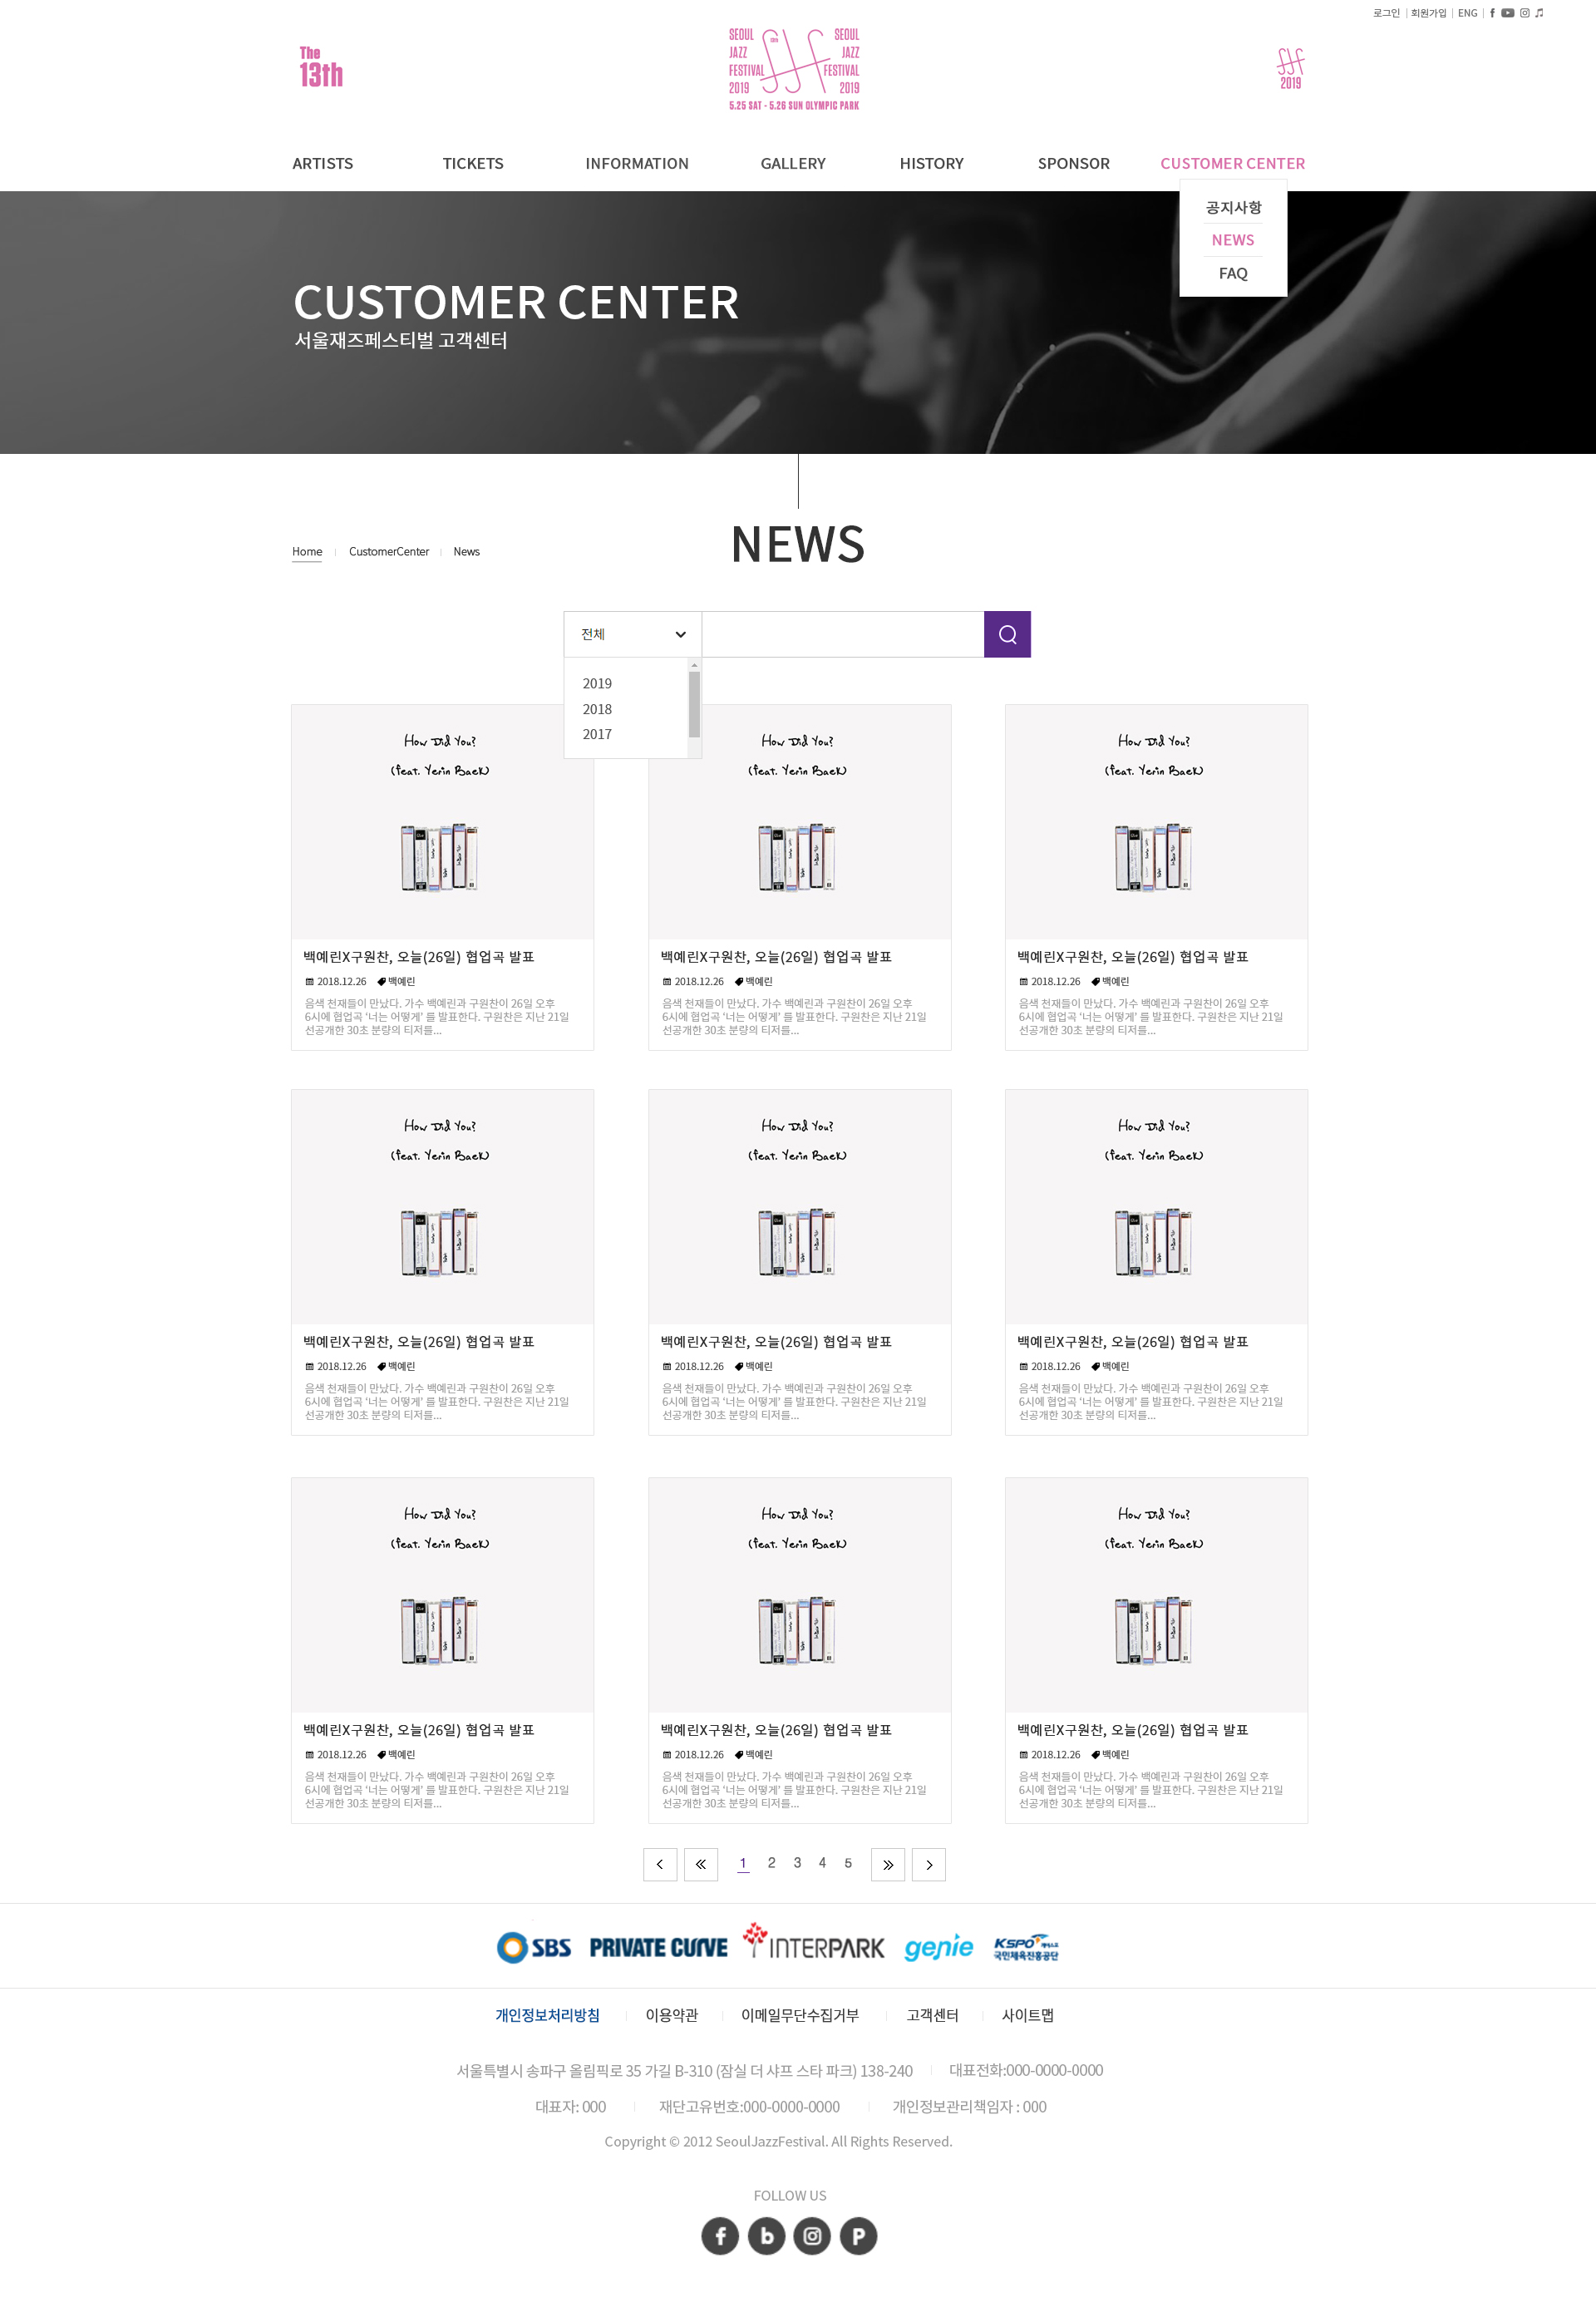 로그인 회원가입 ENG
The
13th
SEOUL SEOUL
JAZZ JAZZ
FESTIVAL FESTIVAL
2019 2019
5.25 SAT - 5.26 SUN OLYMPIC PARK
2019
ARTISTS TICKETS INFORMATION GALLERY HISTORY SPONSOR CUSTOMER CENTER
공지사항
NEWS
FAQ
CUSTOMER CENTER
서울재즈페스티벌 고객센터
NEWS
Home CustomerCenter News
전체
2019
2018
2017
How Did You? How Did You? How Did You?
(feat. Yerin Baek) (feat. Yerin Baek) (feat. Yerin Baek)
백예린X구원찬, 오늘(26일) 협업곡 발표 백예린X구원찬, 오늘(26일) 협업곡 발표 백예린X구원찬, 오늘(26일) 협업곡 발표
2018.12.26 백예린 2018.12.26 백예린 2018.12.26 백예린
음색 천재들이 만났다. 가수 백예린과 구원찬이 26일 오후 음색 천재들이 만났다. 가수 백예린과 구원찬이 26일 오후 음색 천재들이 만났다. 가수 백예린과 구원찬이 26일 오후
6시에 협업곡 '너는 어떻게' 를 발표한다. 구원찬은 지난 21일 6시에 협업곡 '너는 어떻게' 를 발표한다. 구원찬은 지난 21일 6시에 협업곡 '너는 어떻게' 를 발표한다. 구원찬은 지난 21일
선공개한 30초 분량의 티저를... 선공개한 30초 분량의 티저를... 선공개한 30초 분량의 티저를...
How Did You? How Did You? How Did You?
(feat. Yerin Baek) (feat. Yerin Baek) (feat. Yerin Baek)
백예린X구원찬, 오늘(26일) 협업곡 발표 백예린X구원찬, 오늘(26일) 협업곡 발표 백예린X구원찬, 오늘(26일) 협업곡 발표
2018.12.26 백예린 2018.12.26 백예린 2018.12.26 백예린
음색 천재들이 만났다. 가수 백예린과 구원찬이 26일 오후 음색 천재들이 만났다. 가수 백예린과 구원찬이 26일 오후 음색 천재들이 만났다. 가수 백예린과 구원찬이 26일 오후
6시에 협업곡 '너는 어떻게' 를 발표한다. 구원찬은 지난 21일 6시에 협업곡 '너는 어떻게' 를 발표한다. 구원찬은 지난 21일 6시에 협업곡 '너는 어떻게' 를 발표한다. 구원찬은 지난 21일
선공개한 30초 분량의 티저를... 선공개한 30초 분량의 티저를... 선공개한 30초 분량의 티저를...
How Did You? How Did You? How Did You?
(feat. Yerin Baek) (feat. Yerin Baek) (feat. Yerin Baek)
백예린X구원찬, 오늘(26일) 협업곡 발표 백예린X구원찬, 오늘(26일) 협업곡 발표 백예린X구원찬, 오늘(26일) 협업곡 발표
2018.12.26 백예린 2018.12.26 백예린 2018.12.26 백예린
음색 천재들이 만났다. 가수 백예린과 구원찬이 26일 오후 음색 천재들이 만났다. 가수 백예린과 구원찬이 26일 오후 음색 천재들이 만났다. 가수 백예린과 구원찬이 26일 오후
6시에 협업곡 '너는 어떻게' 를 발표한다. 구원찬은 지난 21일 6시에 협업곡 '너는 어떻게' 를 발표한다. 구원찬은 지난 21일 6시에 협업곡 '너는 어떻게' 를 발표한다. 구원찬은 지난 21일
선공개한 30초 분량의 티저를... 선공개한 30초 분량의 티저를... 선공개한 30초 분량의 티저를...
1 2 3 4 5
SBS PRIVATE CURVE INTERPARK genie KSPO
국민체육진흥공단
개인정보처리방침 이용약관 이메일무단수집거부 고객센터 사이트맵
서울특별시 송파구 올림픽로 35 가길 B-310 (잠실 더 샤프 스타 파크) 138-240 대표전화:000-0000-0000
대표자: 000 재단고유번호:000-0000-0000 개인정보관리책임자 : 000
Copyright © 2012 SeoulJazzFestival. All Rights Reserved.
FOLLOW US